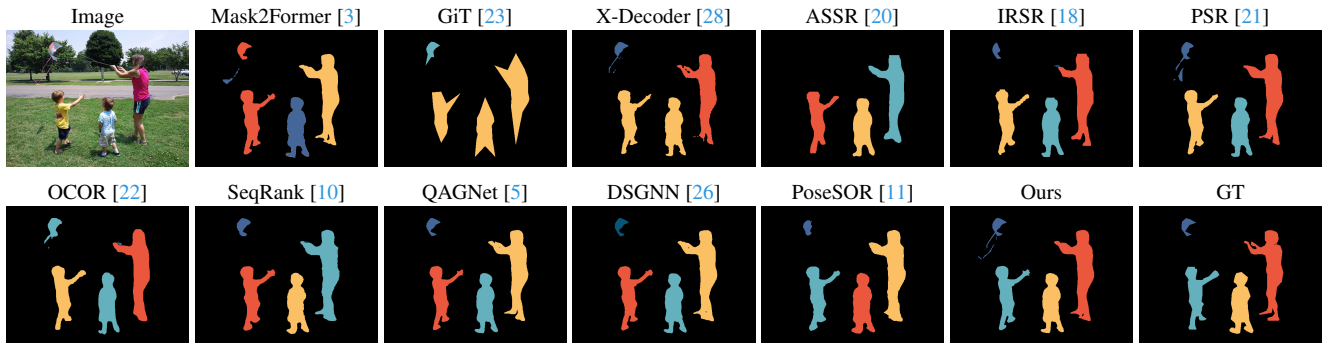 Image Mask2Former [3] GiT [23] X-Decoder [28] ASSR [20] IRSR [18] PSR [21]
OCOR [22] SeqRank [10] QAGNet [5] DSGNN [26] PoseSOR [11] Ours GT